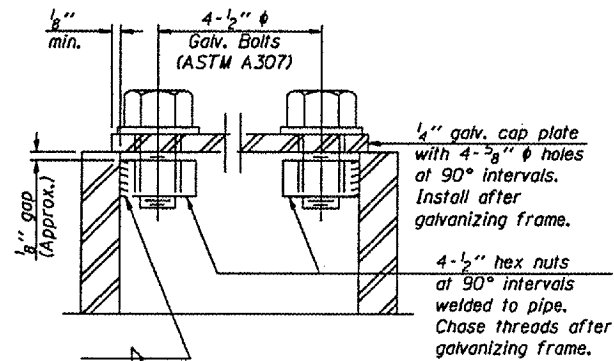 1/8"
min.
4-1/2" ϕ
Galv. Bolts
(ASTM A307)
1/4" galv. cap plate
with 4-5/8" ϕ holes
at 90° intervals.
Install after
galvanizing frame.
1/8" gap
(Approx.)
4-1/2" hex nuts
at 90° intervals
welded to pipe.
Chase threads after
galvanizing frame.